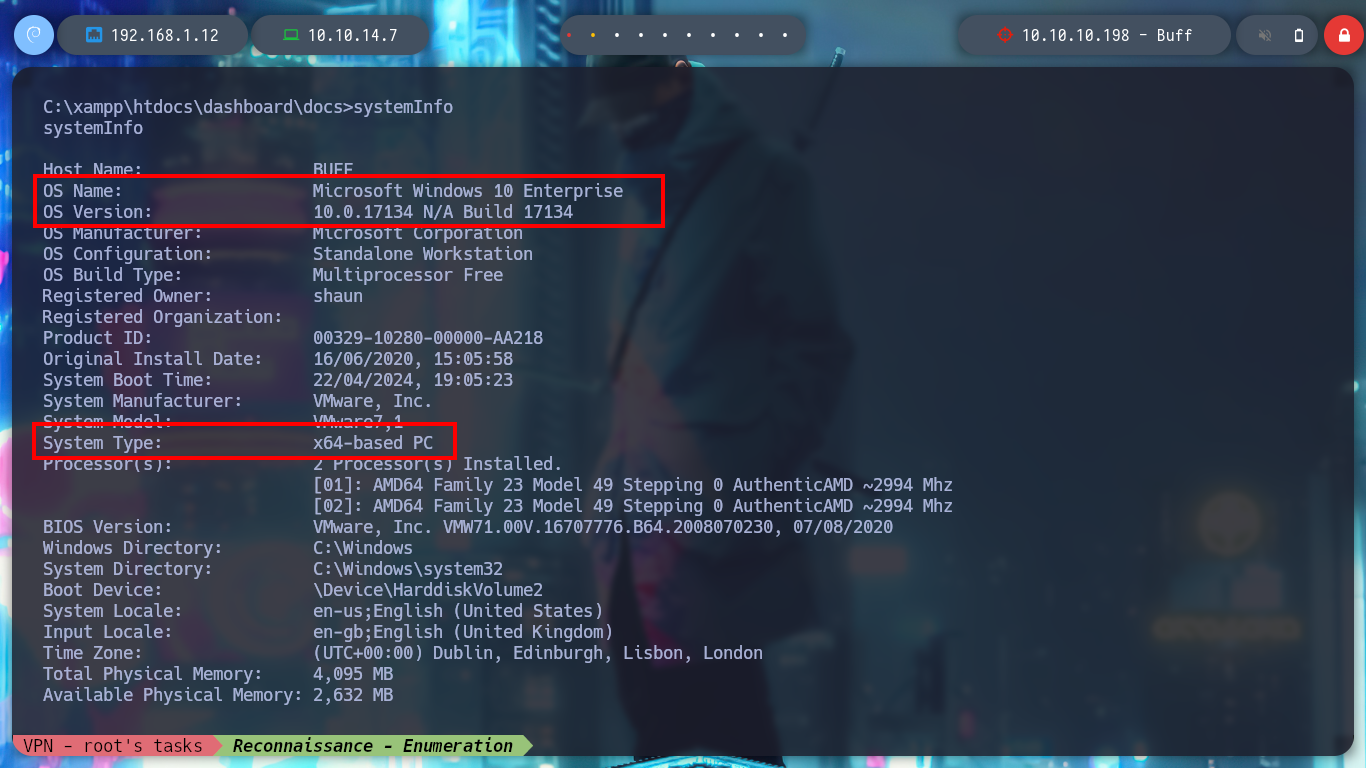 192.168.1.12 10.10.14.7 10.10.10.198 - Buff
C:\xampp\htdocs\dashboard\docs>systemInfo
systemInfo
Host Name: BUFF
OS Name: Microsoft Windows 10 Enterprise
OS Version: 10.0.17134 N/A Build 17134
OS Manufacturer: Microsoft Corporation
OS Configuration: Standalone Workstation
OS Build Type: Multiprocessor Free
Registered Owner: shaun
Registered Organization:
Product ID: 00329-10280-00000-AA218
Original Install Date: 16/06/2020, 15:05:58
System Boot Time: 22/04/2024, 19:05:23
System Manufacturer: VMware, Inc.
System Model: VMware7,1
System Type: x64-based PC
Processor(s): 2 Processor(s) Installed.
[01]: AMD64 Family 23 Model 49 Stepping 0 AuthenticAMD ~2994 Mhz
[02]: AMD64 Family 23 Model 49 Stepping 0 AuthenticAMD ~2994 Mhz
BIOS Version: VMware, Inc. VMW71.00V.16707776.B64.2008070230, 07/08/2020
Windows Directory: C:\Windows
System Directory: C:\Windows\system32
Boot Device: \Device\HarddiskVolume2
System Locale: en-us;English (United States)
Input Locale: en-gb;English (United Kingdom)
Time Zone: (UTC+00:00) Dublin, Edinburgh, Lisbon, London
Total Physical Memory: 4,095 MB
Available Physical Memory: 2,632 MB
VPN - root's tasks Reconnaissance - Enumeration